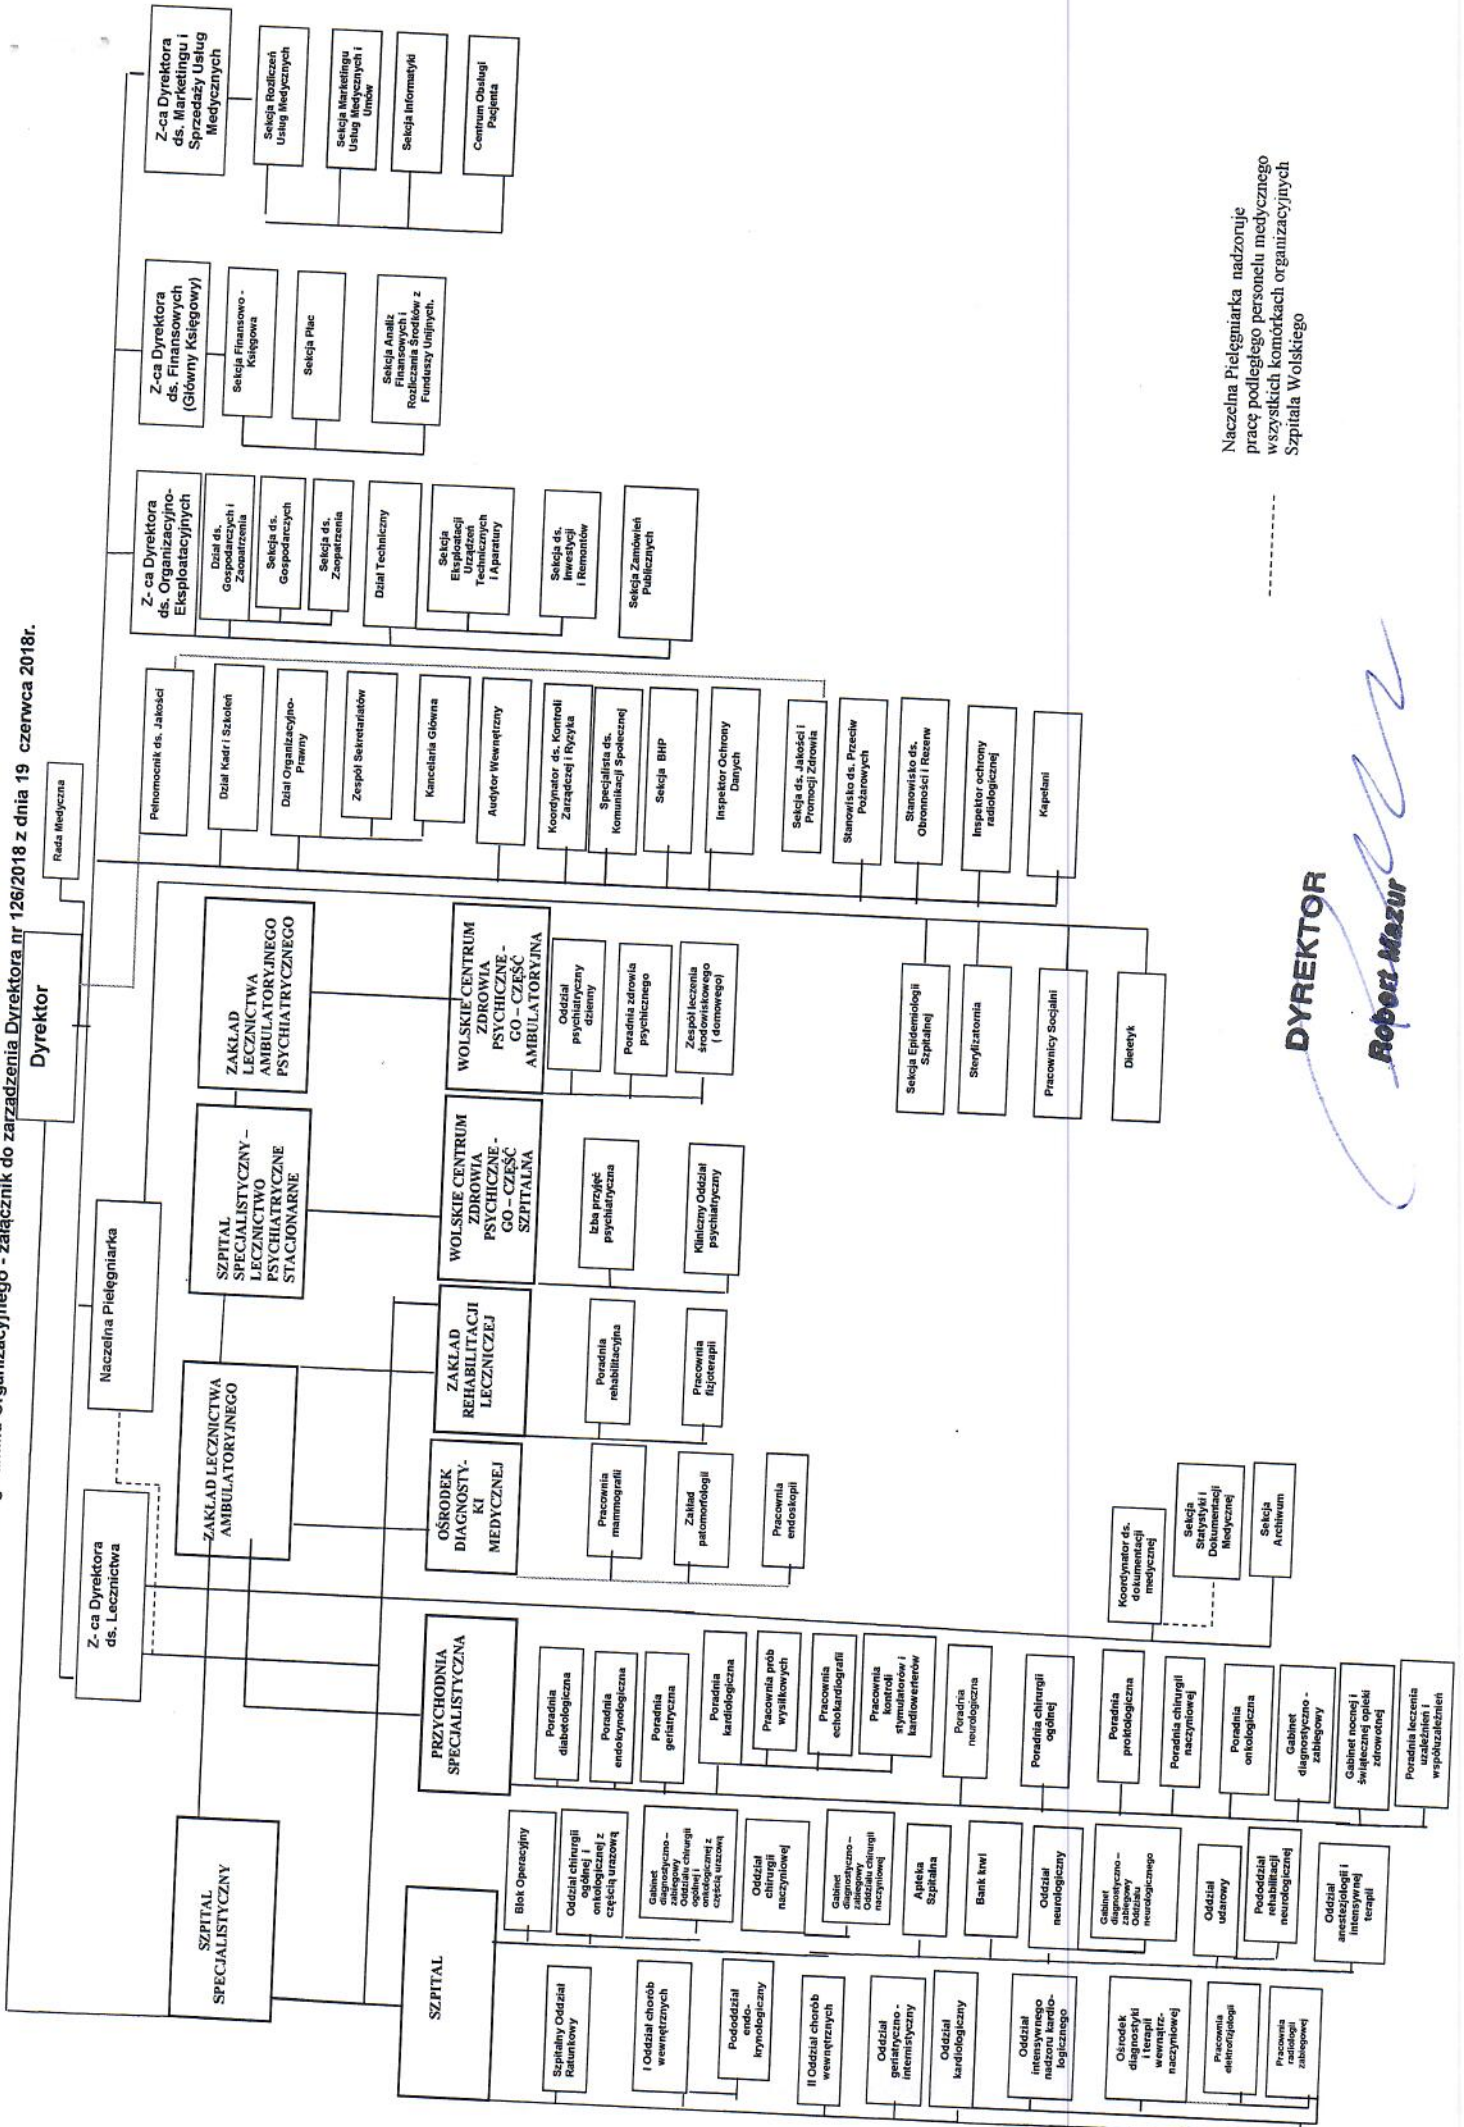 Organizacyjnego - załącznik do zarządzenia Dyrektora nr 126/2018 z dnia 19 czerwca 2018r.
Dyrektor
Rada Medyczna
Z- ca Dyrektora
ds. Lecznictwa
Naczelna Pielęgniarka
Pełnomocnik ds. Jakości
Z- ca Dyrektora
ds. Organizacyjno-
Eksploatacyjnych
Z-ca Dyrektora
ds. Finansowych
(Główny Księgowy)
Z-ca Dyrektora
ds. Marketingu i
Sprzedaży Usług
Medycznych
SZPITAL
SPECJALISTYCZNY
ZAKŁAD LECZNICTWA
AMBULATORYJNEGO
SZPITAL
SPECJALISTYCZNY –
LECZNICTWO
PSYCHIATRYCZNE
STACJONARNE
ZAKŁAD
LECZNICTWA
AMBULATORYJNEGO
PSYCHIATRYCZNEGO
SZPITAL
PRZYCHODNIA
SPECJALISTYCZNA
OŚRODEK
DIAGNOSTY-
KI
MEDYCZNEJ
ZAKŁAD
REHABILITACJI
LECZNICZEJ
WOLSKIE CENTRUM
ZDROWIA
PSYCHICZNE -
GO – CZĘŚĆ
SZPITALNA
WOLSKIE CENTRUM
ZDROWIA
PSYCHICZNE -
GO – CZĘŚĆ
AMBULATORYJNA
Szpitalny Oddział
Ratunkowy
I Oddział chorób
wewnętrznych
Pododdział
endo-
krynologiczny
II Oddział chorób
wewnętrznych
Oddział
geriatryczno -
internistyczny
Oddział
kardiologiczny
Oddział
intensywnego
nadzoru kardio-
logicznego
Ośrodek
diagnostyki
i terapii
wewnątrz-
naczyniowej
Pracownia
elektrofizjologii
Pracownia
radiologii
zabiegowej
Blok Operacyjny
Oddział chirurgii
ogólnej i
onkologicznej z
częścią urazową
Gabinet
diagnostyczno –
zabiegowy
Oddziału chirurgii
ogólnej i
onkologicznej z
częścią urazową
Oddział
chirurgii
naczyniowej
Gabinet
diagnostyczno –
zabiegowy
Oddziału chirurgii
naczyniowej
Apteka
Szpitalna
Bank krwi
Oddział
neurologiczny
Gabinet
diagnostyczno –
zabiegowy
Oddziału
neurologicznego
Oddział
udarowy
Pododdział
rehabilitacji
neurologicznej
Oddział
anestezjologii i
intensywnej
terapii
Poradnia
diabetologiczna
Poradnia
endokrynologiczna
Poradnia
geriatryczna
Poradnia
kardiologiczna
Pracownia prób
wysiłkowych
Pracownia
echokardiografii
Pracownia
kontroli
stymulatorów i
kardiowerterów
Poradnia
neurologiczna
Poradnia chirurgii
ogólnej
Poradnia
proktologiczna
Poradnia chirurgii
naczyniowej
Poradnia
onkologiczna
Gabinet
diagnostyczno -
zabiegowy
Gabinet nocnej i
świątecznej opieki
zdrowotnej
Poradnia leczenia
uzależnień i
współuzależnień
Pracownia
mammografii
Zakład
patomorfologii
Pracownia
endoskopii
Koordynator ds.
dokumentacji
medycznej
Sekcja
Statystyki i
Dokumentacji
Medycznej
Sekcja
Archiwum
Poradnia
rehabilitacyjna
Pracownia
fizjoterapii
Izba przyjęć
psychiatryczna
Kliniczny Oddział
psychiatryczny
Oddział
psychiatryczny
dzienny
Poradnia zdrowia
psychicznego
Zespół leczenia
środowiskowego
( domowego)
Sekcja Epidemiologii
Szpitalnej
Sterylizatornia
Pracownicy Socjalni
Dietetyk
Dział Kadr i Szkoleń
Dział Organizacyjno-
Prawny
Zespół Sekretariatów
Kancelaria Główna
Audytor Wewnętrzny
Koordynator ds. Kontroli
Zarządczej i Ryzyka
Specjalista ds.
Komunikacji Społecznej
Sekcja BHP
Inspektor Ochrony
Danych
Sekcja ds. Jakości i
Promocji Zdrowia
Stanowisko ds. Przeciw
Pożarowych
Stanowisko ds.
Obronności i Rezerw
Inspektor ochrony
radiologicznej
Kapelani
Dział ds.
Gospodarczych i
Zaopatrzenia
Sekcja ds.
Gospodarczych
Sekcja ds.
Zaopatrzenia
Dział Techniczny
Sekcja
Eksploatacji
Urządzeń
Technicznych
i Aparatury
Sekcja ds.
Inwestycji
i Remontów
Sekcja Zamówień
Publicznych
Sekcja Finansowo -
Księgowa
Sekcja Płac
Sekcja Analiz
Finansowych i
Rozliczania Środków z
Funduszy Unijnych.
Sekcja Rozliczeń
Usług Medycznych
Sekcja Marketingu
Usług Medycznych i
Umów
Sekcja Informatyki
Centrum Obsługi
Pacjenta
Naczelna Pielęgniarka nadzoruje
pracę podległego personelu medycznego
wszystkich komórkach organizacyjnych
Szpitala Wolskiego
DYREKTOR
Robert Mazur